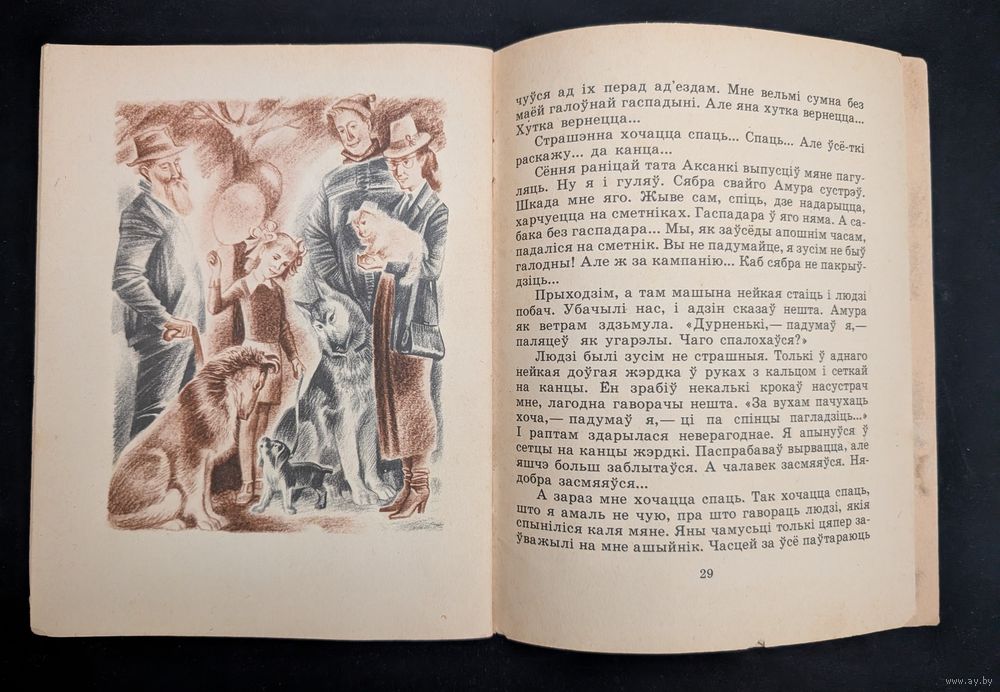 чуўся ад іх перад ад'ездам. Мне вельмі сумна без
маёй галоўнай гаспадыні. Але яна хутка вернецца...
Хутка вернецца...
Страшэнна хочацца спаць... Спаць... Але ўсё-ткі
раскажу... да канца...
Сёння раніцай тата Аксанкі выпусціў мяне пагу-
ляць. Ну я і гуляў. Сябра свайго Амура сустрэў.
Шкада мне яго. Жыве сам, спіць, дзе надарыцца,
харчуецца на сметніках. Гаспадара ў яго няма. А са-
бака без гаспадара... Мы, як заўсёды апошнім часам,
падаліся на сметнік. Вы не падумайце, я зусім не быў
галодны! Але ж за кампанію... Каб сябра не пакрыў-
дзіць...
Прыходзім, а там машына нейкая стаіць і людзі
побач. Убачылі нас, і адзін сказаў нешта. Амура
як ветрам здзьмула. «Дурненькі,— падумаў я,—
паляцеў як угарэлы. Чаго спалохаўся?»
Людзі былі зусім не страшныя. Толькі ў аднаго
нейкая доўгая жэрдка ў руках з кальцом і сеткай
на канцы. Ён зрабіў некалькі крокаў насустрач
мне, лагодна гаворачы нешта. «За вухам пачухаць
хоча,— падумаў я,— ці па спінцы пагладзіць...»
І раптам здарылася неверагоднае. Я апынуўся ў
сетцы на канцы жэрдкі. Паспрабаваў вырвацца, але
яшчэ больш заблытаўся. А чалавек засмяяўся. Ня-
добра засмяяўся...
А зараз мне хочацца спаць. Так хочацца спаць,
што я амаль не чую, пра што гавораць людзі, якія
спыніліся каля мяне. Яны чамусьці толькі цяпер за-
ўважылі на мне ашыйнік. Часцей за ўсё паўтараюць
29
www.ay.by